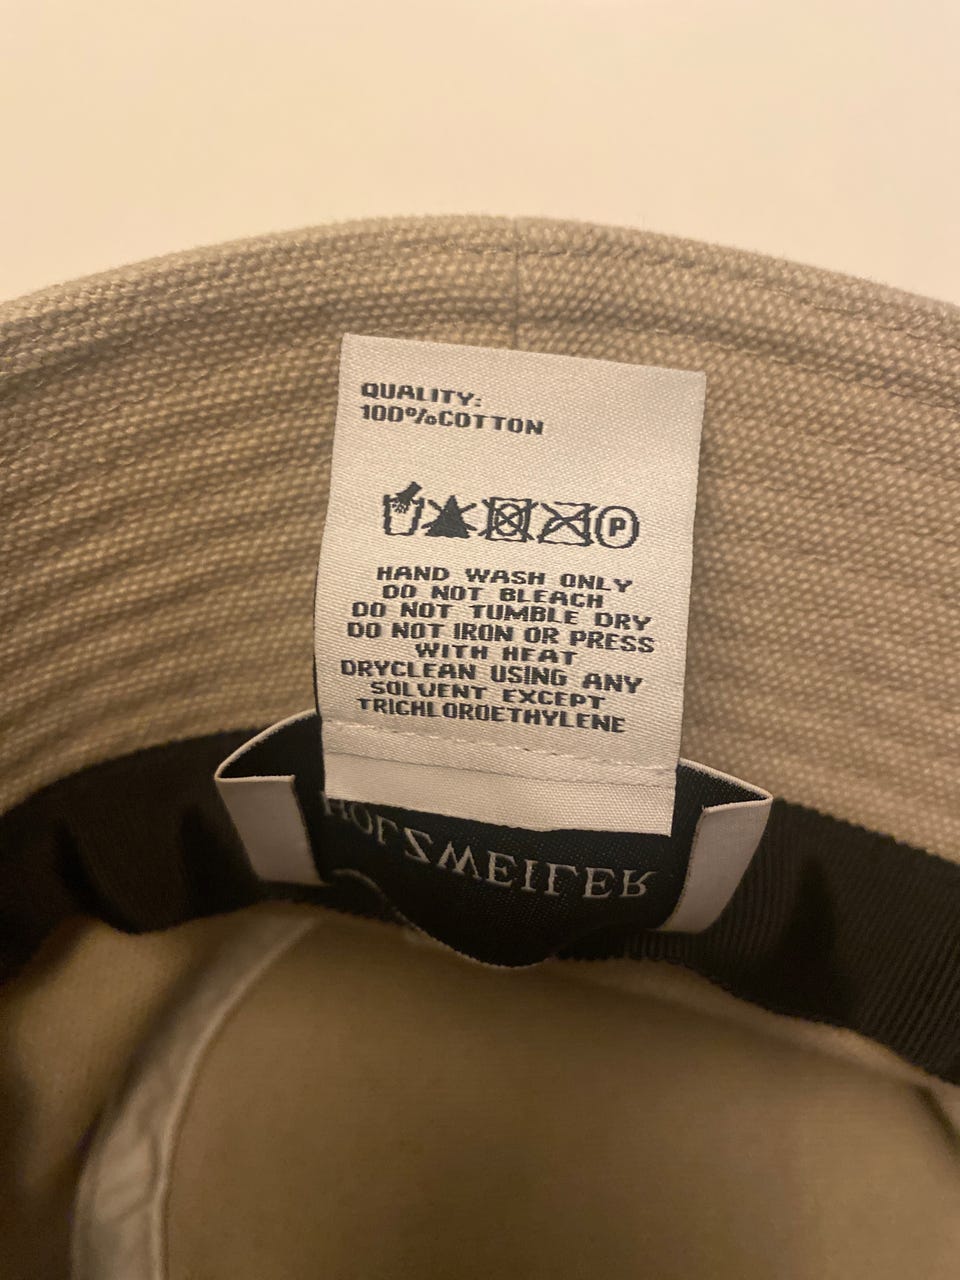 QUALITY:
100%COTTON
P
HAND WASH ONLY
DO NOT BLEACH
DO NOT TUMBLE DRY
DO NOT IRON OR PRESS
WITH HEAT
DRYCLEAN USING ANY
SOLVENT EXCEPT
TRICHLOROETHYLENE
HOLZWEILER